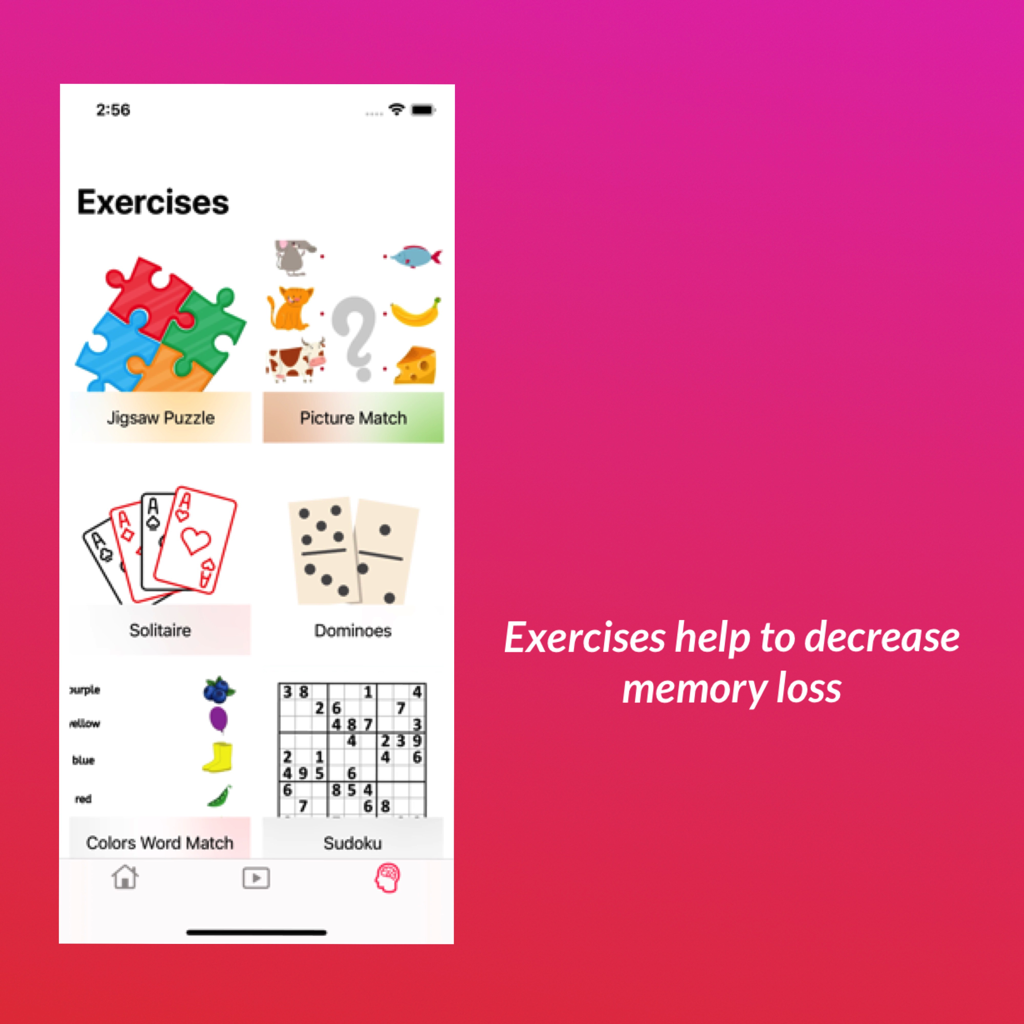 2:56
Exercises
?
Jigsaw Puzzle
Picture Match
A A A A
A
Solitaire
Dominoes
purple
yellow
blue
red
3 8 1 4
2 6 7
4 8 7 3
4 2 3 9
2 1 4 6
4 9 5 6
6 8 5 4
7 6 8
Colors Word Match
Sudoku
Exercises help to decrease
memory loss